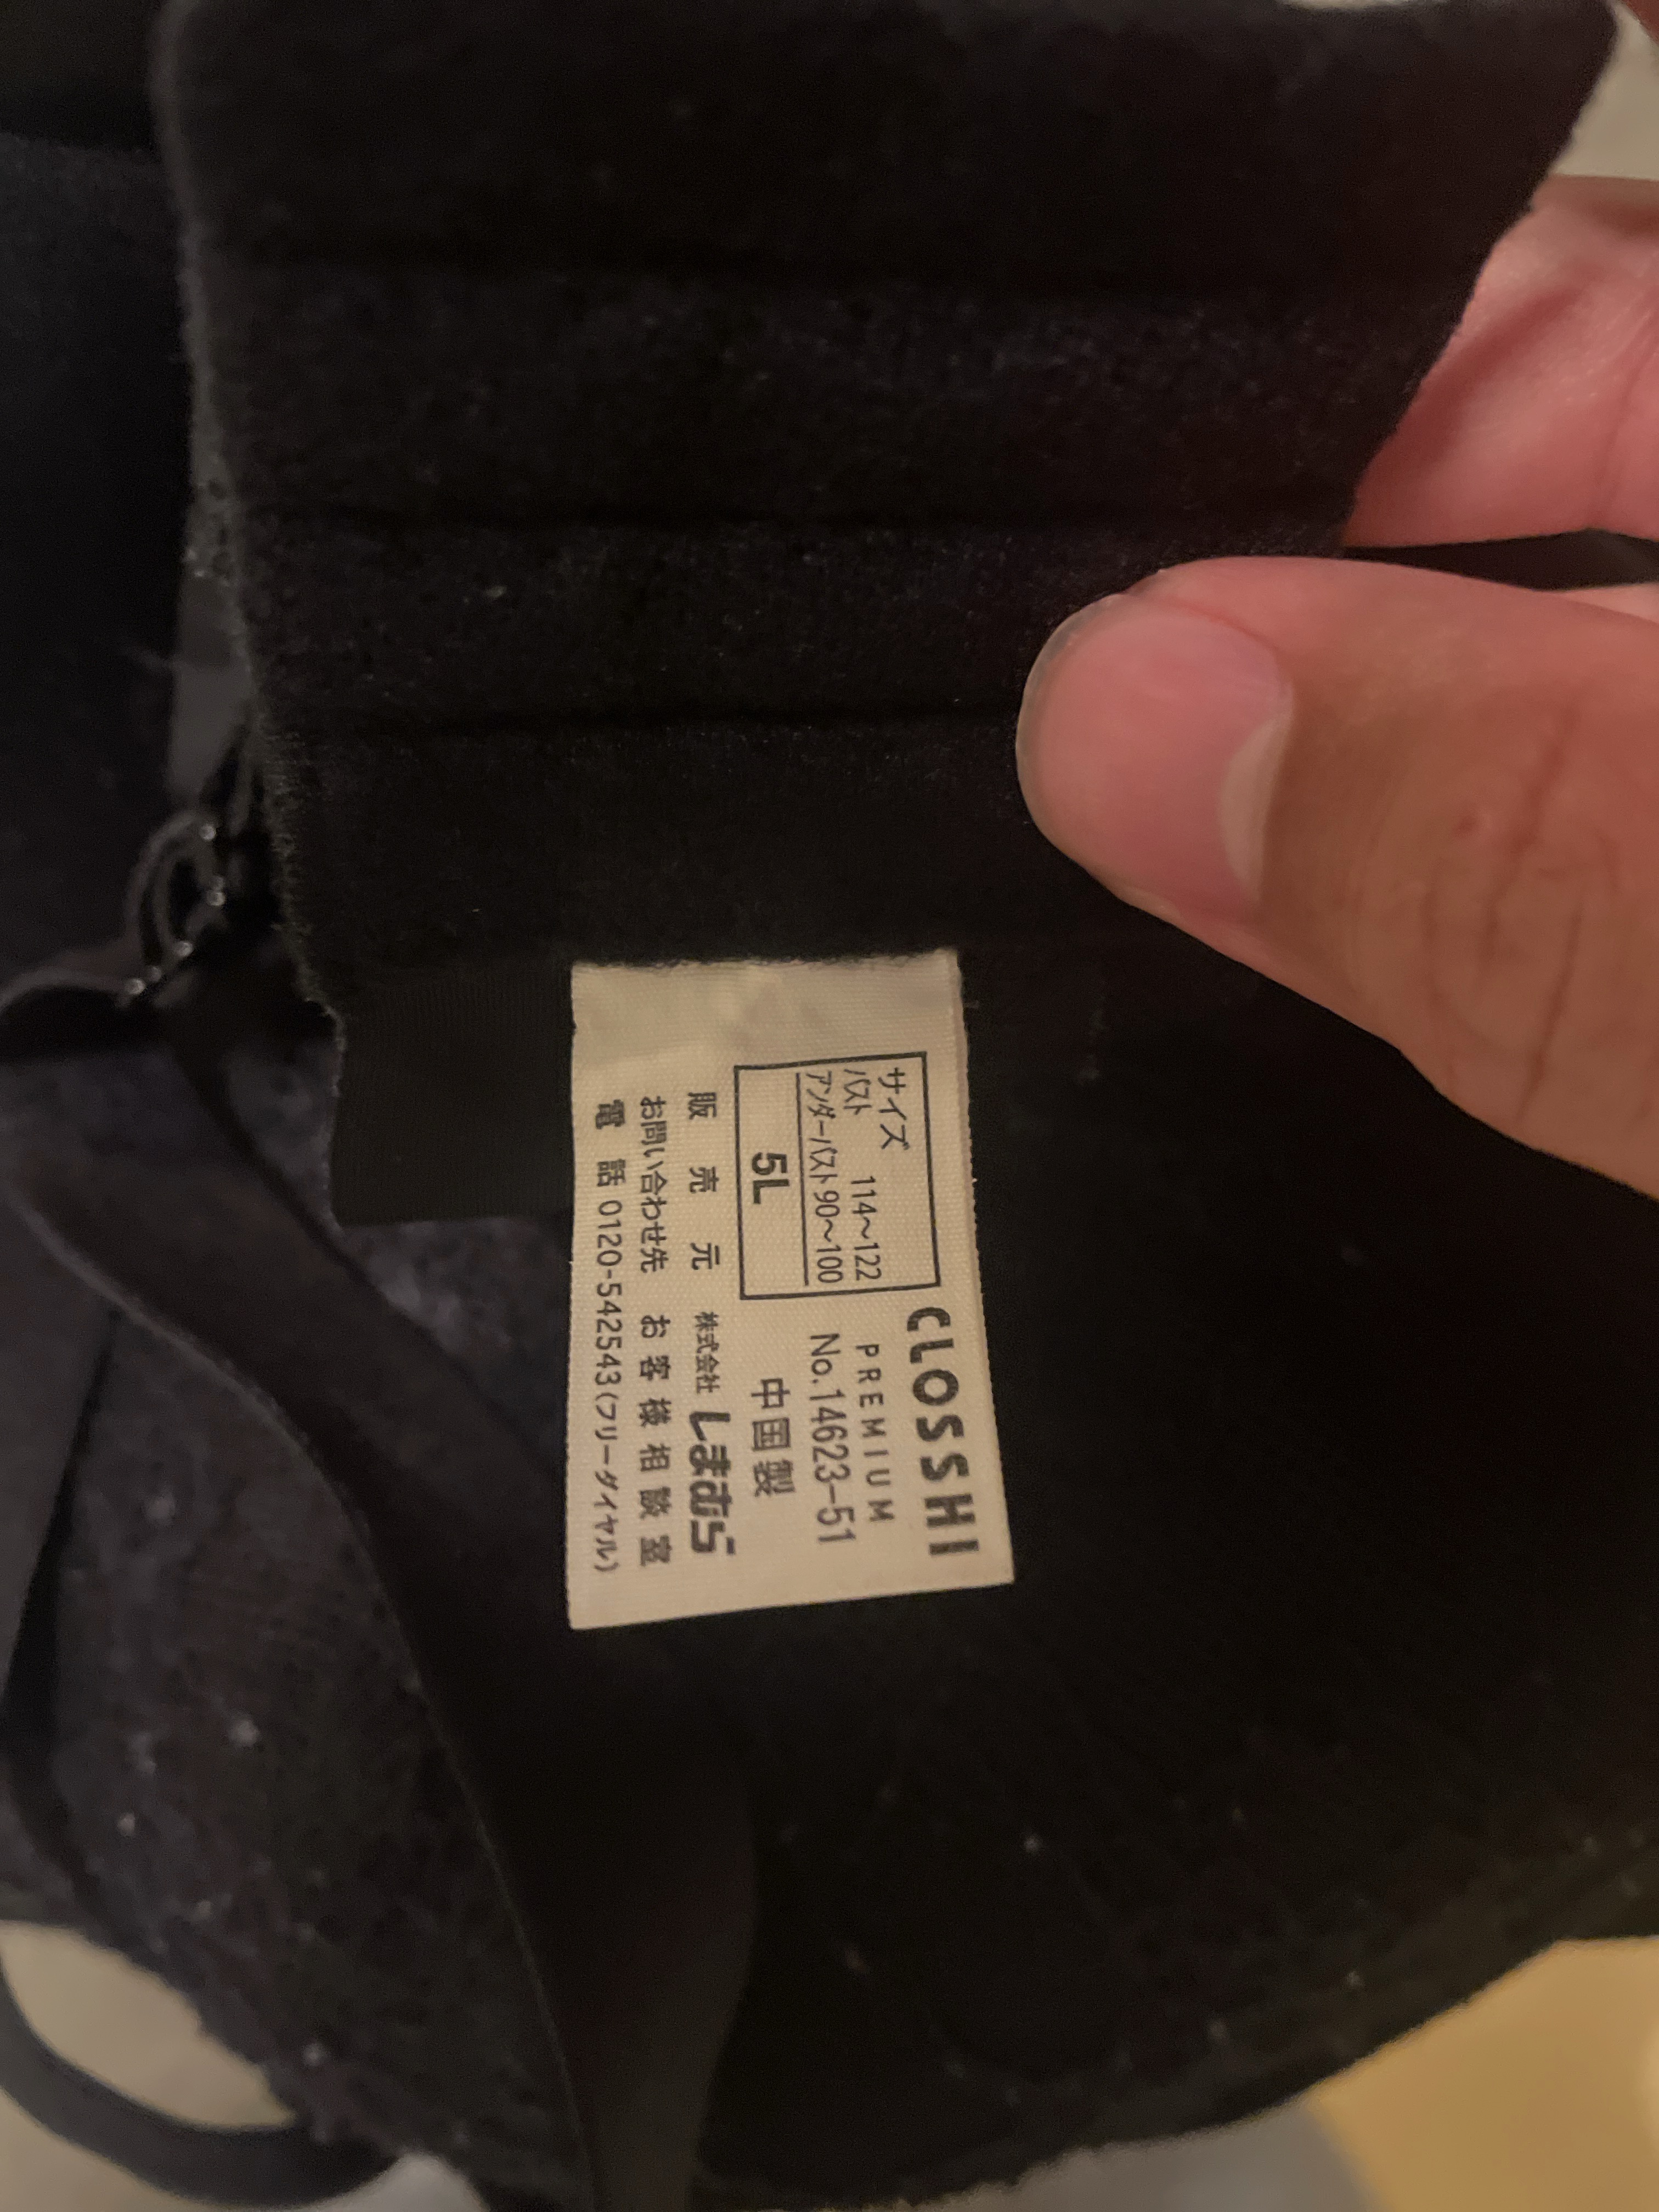 サイズ
バスト 114〜122
アンダーバスト 90〜100
5L
CLOSSHI
PREMIUM
No.14623-51
中国製
販売元 株式会社 しまむら
お問い合わせ先 お客様相談室
電話 0120-542543(フリーダイヤル)